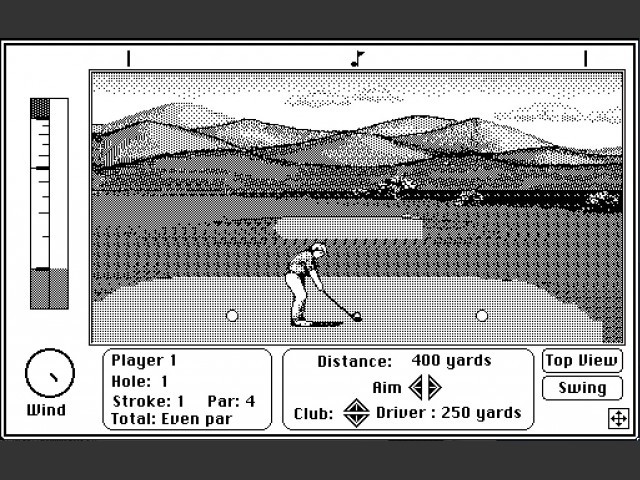 Player 1
Hole: 1
Stroke: 1 Par: 4
Total: Even par
Distance: 400 yards
Aim
Club: Driver : 250 yards
Top View
Swing
Wind